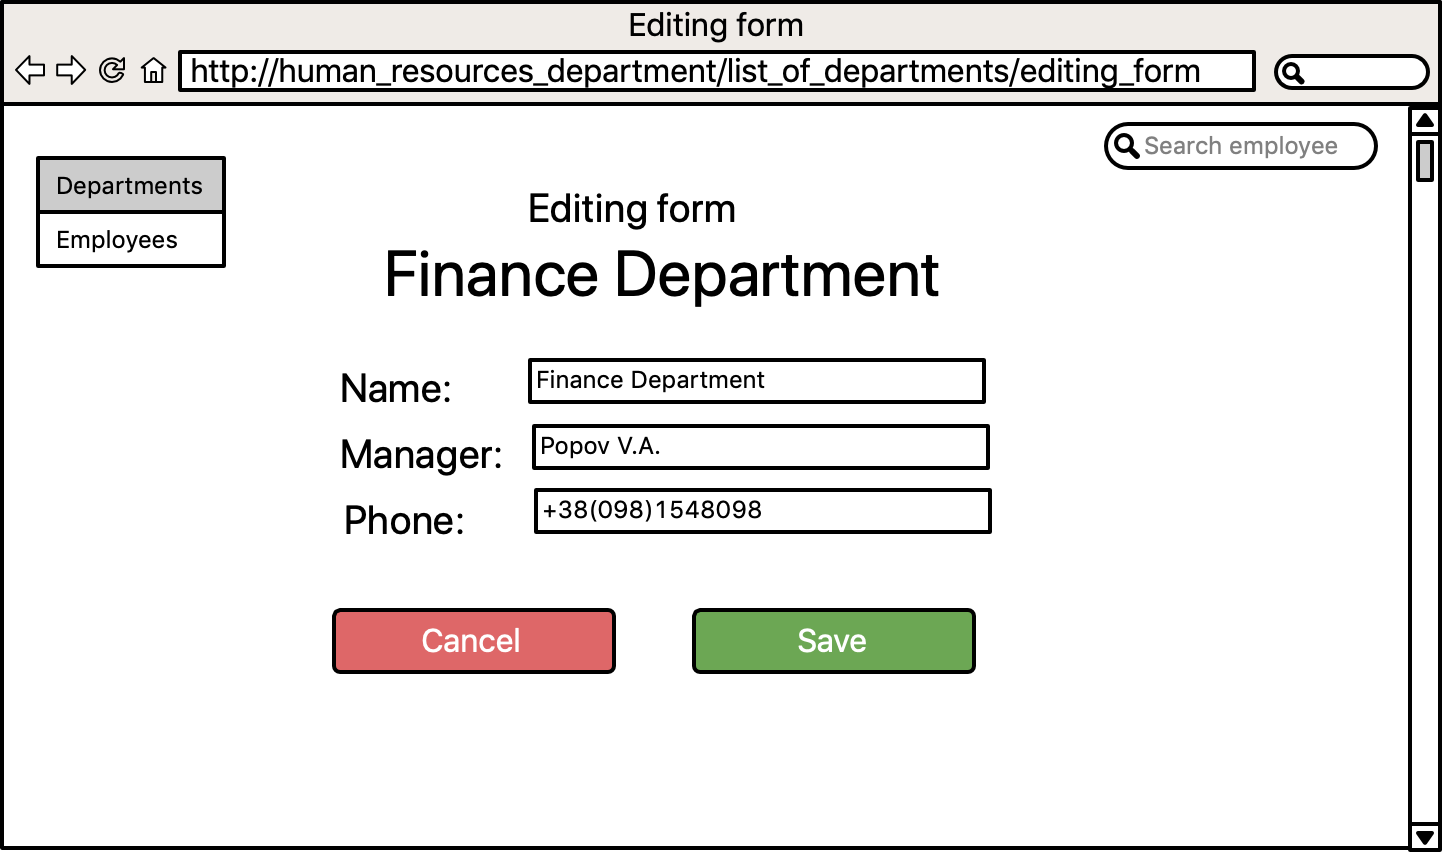 Editing form
http://human_resources_department/list_of_departments/editing_form
Search employee
Departments
Employees
Editing form
Finance Department
Name: Finance Department
Manager: Popov V.A.
Phone: +38(098)1548098
Cancel Save